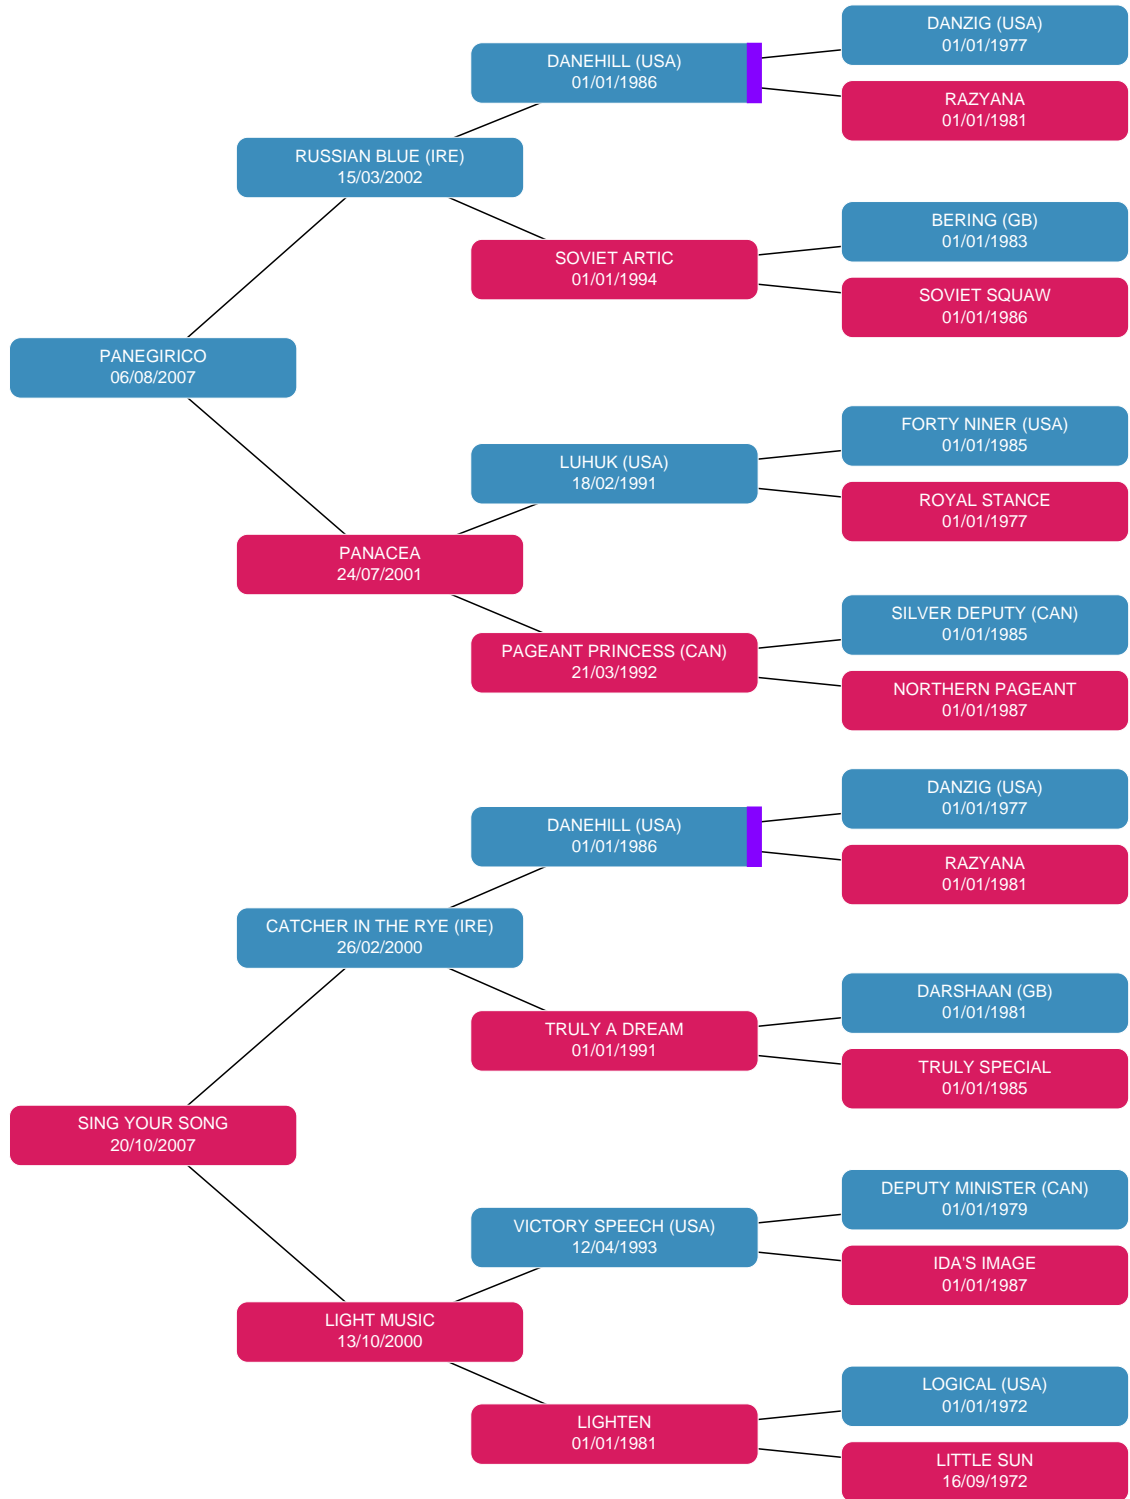 DANZIG (USA)
01/01/1977
DANEHILL (USA)
01/01/1986
RAZYANA
01/01/1981
RUSSIAN BLUE (IRE)
15/03/2002
BERING (GB)
01/01/1983
SOVIET ARTIC
01/01/1994
SOVIET SQUAW
01/01/1986
PANEGIRICO
06/08/2007
FORTY NINER (USA)
01/01/1985
LUHUK (USA)
18/02/1991
ROYAL STANCE
01/01/1977
PANACEA
24/07/2001
SILVER DEPUTY (CAN)
01/01/1985
PAGEANT PRINCESS (CAN)
21/03/1992
NORTHERN PAGEANT
01/01/1987
DANZIG (USA)
01/01/1977
DANEHILL (USA)
01/01/1986
RAZYANA
01/01/1981
CATCHER IN THE RYE (IRE)
26/02/2000
DARSHAAN (GB)
01/01/1981
TRULY A DREAM
01/01/1991
TRULY SPECIAL
01/01/1985
SING YOUR SONG
20/10/2007
DEPUTY MINISTER (CAN)
01/01/1979
VICTORY SPEECH (USA)
12/04/1993
IDA'S IMAGE
01/01/1987
LIGHT MUSIC
13/10/2000
LOGICAL (USA)
01/01/1972
LIGHTEN
01/01/1981
LITTLE SUN
16/09/1972